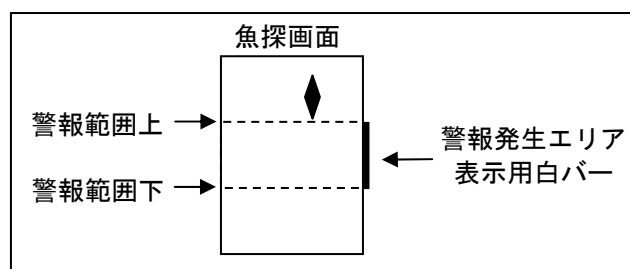 魚探画面
警報範囲上
警報範囲下
警報発生エリア
表示用白バー